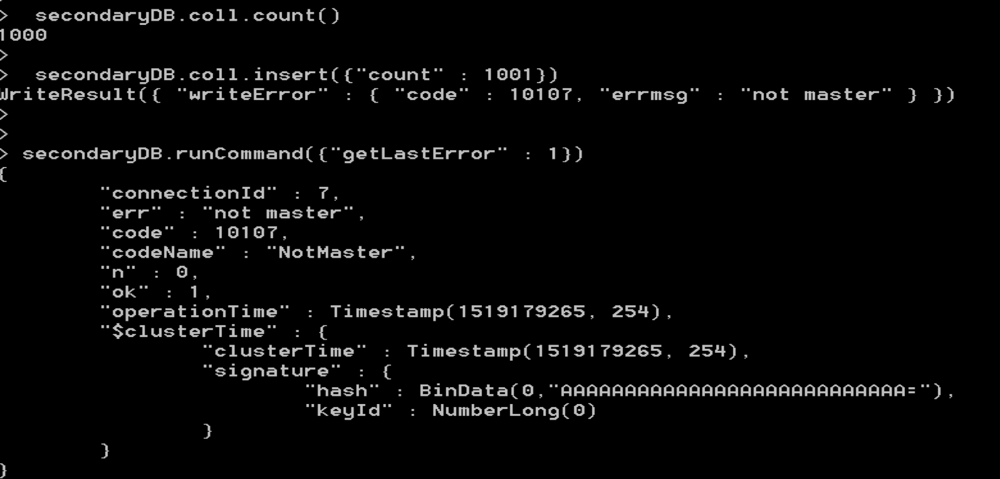 >  secondaryDB.coll.count()
1000
>
>  secondaryDB.coll.insert({"count" : 1001})
WriteResult({ "writeError" : { "code" : 10107, "errmsg" : "not master" } })
>
>
> secondaryDB.runCommand({"getLastError" : 1})
{
        "connectionId" : 7,
        "err" : "not master",
        "code" : 10107,
        "codeName" : "NotMaster",
        "n" : 0,
        "ok" : 1,
        "operationTime" : Timestamp(1519179265, 254),
        "$clusterTime" : {
                "clusterTime" : Timestamp(1519179265, 254),
                "signature" : {
                        "hash" : BinData(0,"AAAAAAAAAAAAAAAAAAAAAAAAAAA="),
                        "keyId" : NumberLong(0)
                }
        }
}